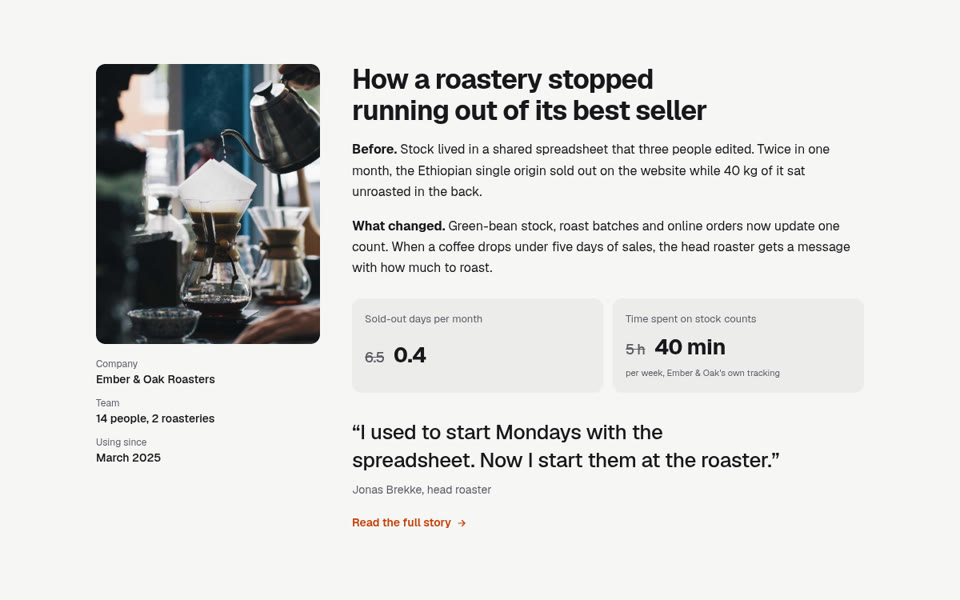 How a roastery stopped
running out of its best seller
Before. Stock lived in a shared spreadsheet that three people edited. Twice in one
month, the Ethiopian single origin sold out on the website while 40 kg of it sat
unroasted in the back.
What changed. Green-bean stock, roast batches and online orders now update one
count. When a coffee drops under five days of sales, the head roaster gets a message
with how much to roast.
Sold-out days per month
6.5 0.4
Time spent on stock counts
5 h 40 min
per week, Ember & Oak's own tracking
“I used to start Mondays with the
spreadsheet. Now I start them at the roaster.”
Jonas Brekke, head roaster
Read the full story →
Company
Ember & Oak Roasters
Team
14 people, 2 roasteries
Using since
March 2025